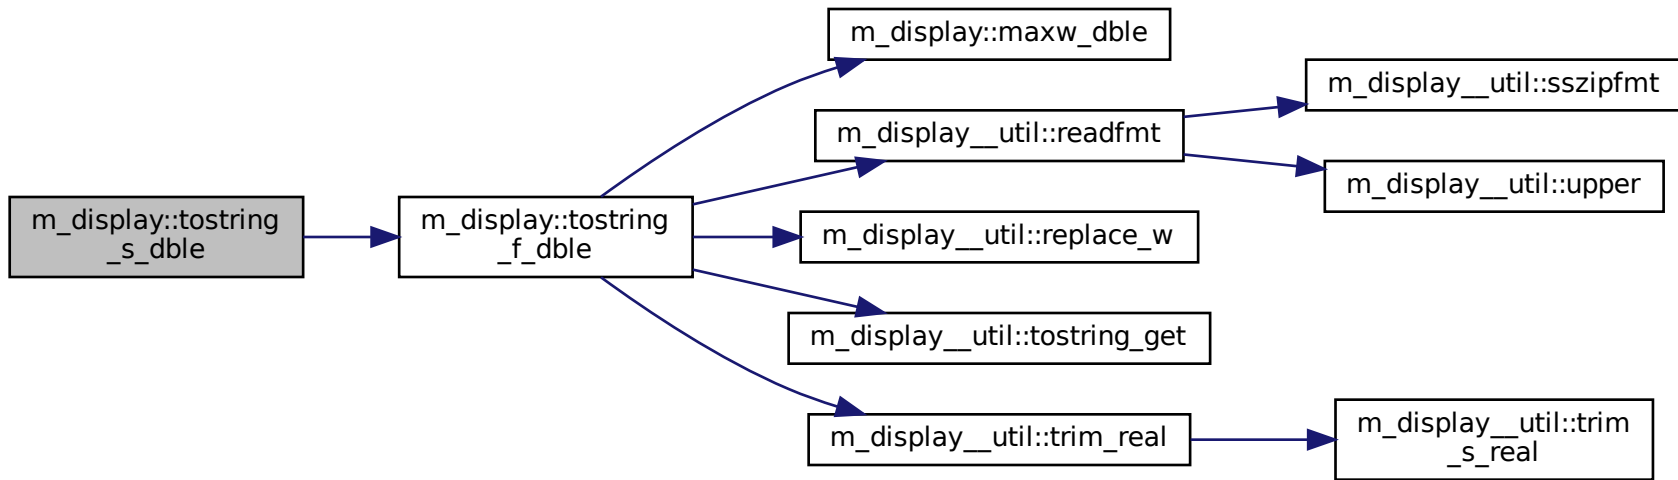 m_display::tostring
_s_dble
m_display::tostring
_f_dble
m_display::maxw_dble
m_display__util::readfmt
m_display__util::replace_w
m_display__util::tostring_get
m_display__util::trim_real
m_display__util::sszipfmt
m_display__util::upper
m_display__util::trim
_s_real